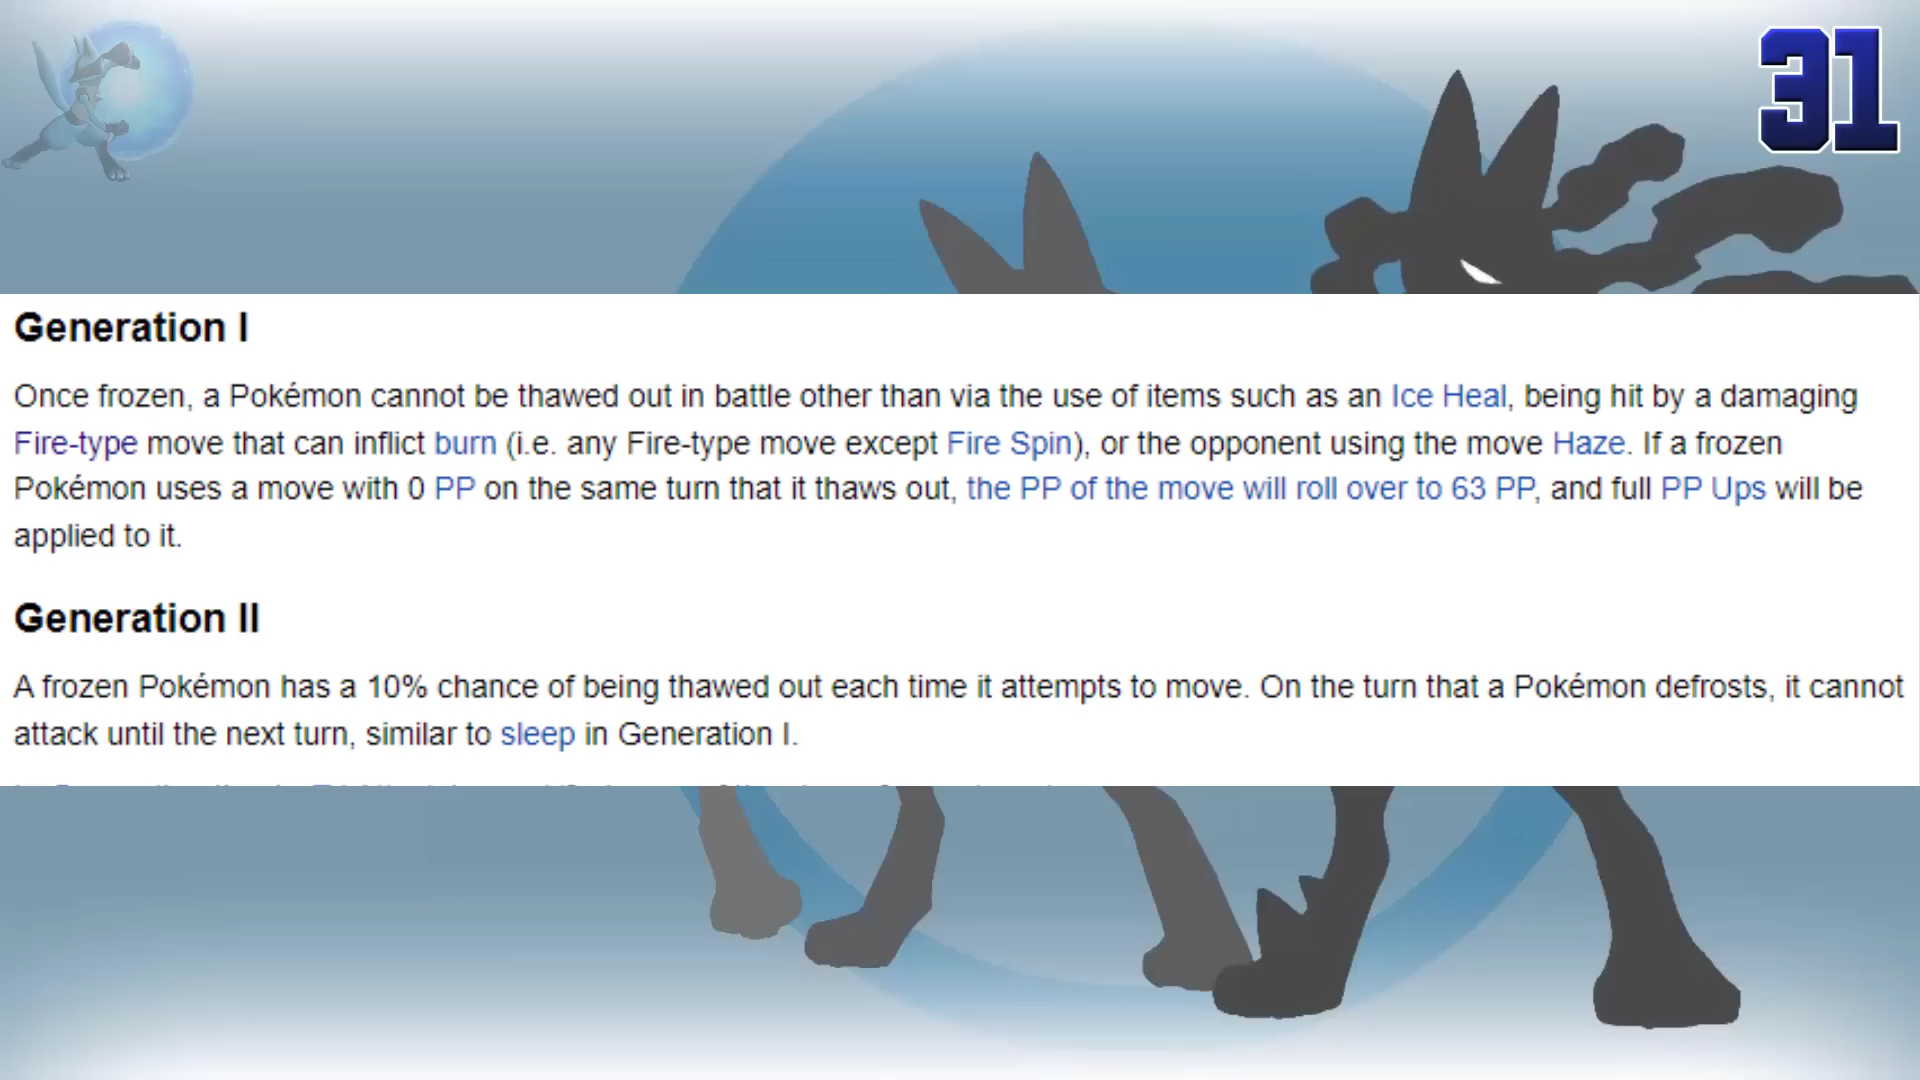 31
Generation I
Once frozen, a Pokémon cannot be thawed out in battle other than via the use of items such as an Ice Heal, being hit by a damaging
Fire-type move that can inflict burn (i.e. any Fire-type move except Fire Spin), or the opponent using the move Haze. If a frozen
Pokémon uses a move with 0 PP on the same turn that it thaws out, the PP of the move will roll over to 63 PP, and full PP Ups will be
applied to it.
Generation II
A frozen Pokémon has a 10% chance of being thawed out each time it attempts to move. On the turn that a Pokémon defrosts, it cannot
attack until the next turn, similar to sleep in Generation I.